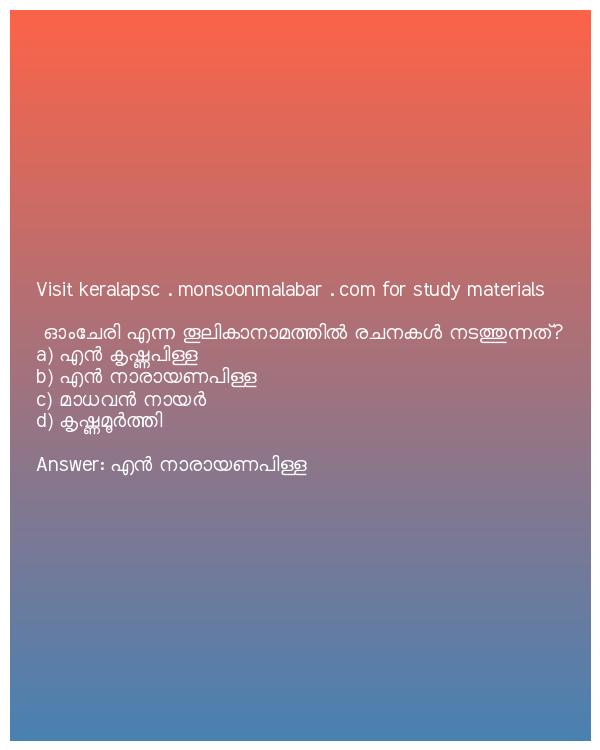 Visit keralapsc . monsoonmalabar . com for study materials
ഓംചേരി എന്ന തൂലികാനാമത്തിൽ രചനകൾ നടത്തുന്നത്?
a) എൻ കൃഷ്ണപിള്ള
b) എൻ നാരായണപിള്ള
c) മാധവൻ നായർ
d) കൃഷ്ണമൂർത്തി
Answer: എൻ നാരായണപിള്ള